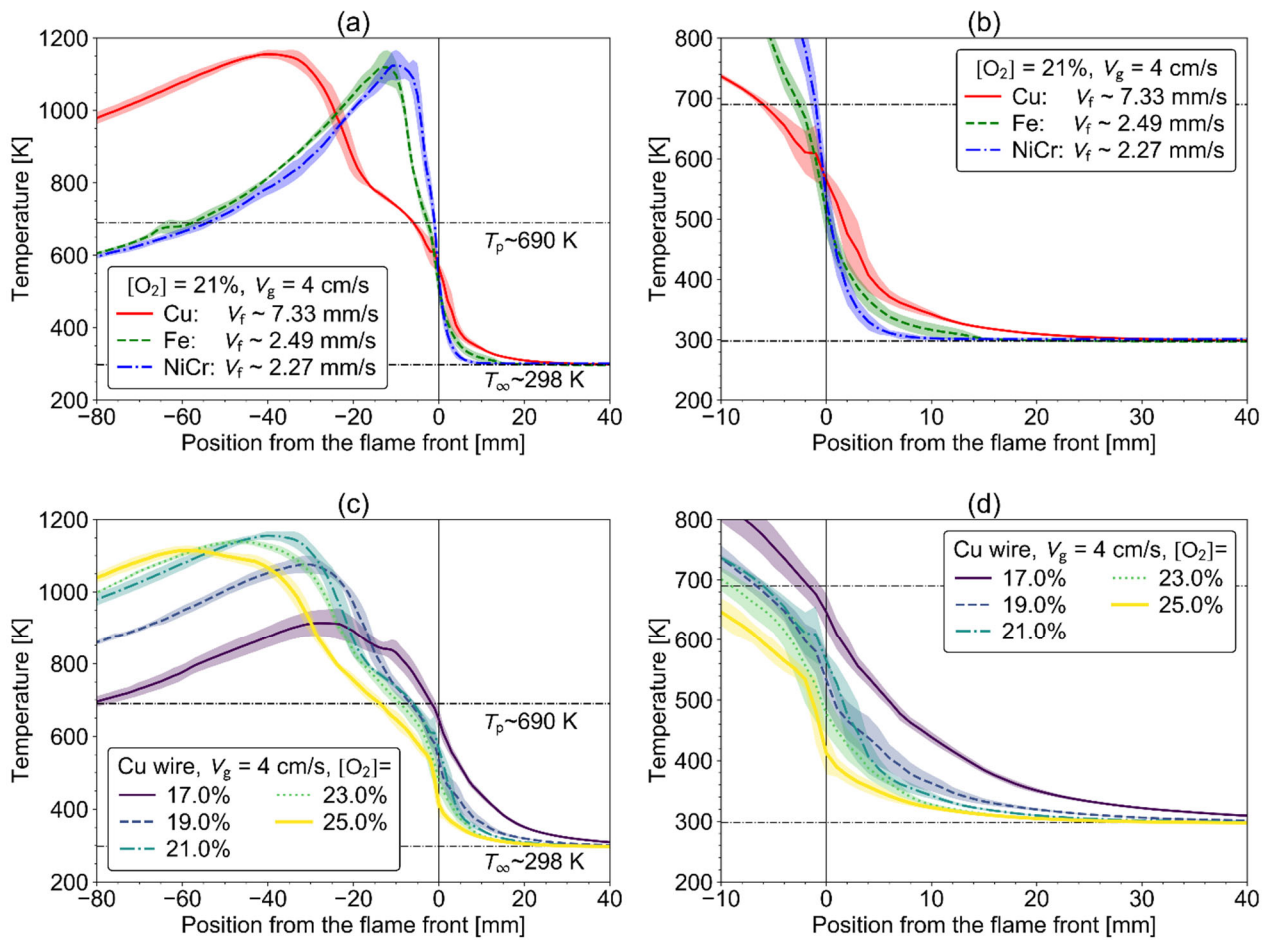 (a)
1200
1000
800
600
400
200
Temperature [K]
[O₂] = 21%, Vg = 4 cm/s
Cu: Vf ~ 7.33 mm/s
Fe: Vf ~ 2.49 mm/s
NiCr: Vf ~ 2.27 mm/s
Tp~690 K
T∞~298 K
−80 −60 −40 −20 0 20 40
Position from the flame front [mm]
(b)
800
700
600
500
400
300
200
Temperature [K]
[O₂] = 21%, Vg = 4 cm/s
Cu: Vf ~ 7.33 mm/s
Fe: Vf ~ 2.49 mm/s
NiCr: Vf ~ 2.27 mm/s
−10 0 10 20 30 40
Position from the flame front [mm]
(c)
1200
1000
800
600
400
200
Temperature [K]
Tp~690 K
Cu wire, Vg = 4 cm/s, [O₂]=
17.0% 23.0%
19.0% 25.0%
21.0%
T∞~298 K
−80 −60 −40 −20 0 20 40
Position from the flame front [mm]
(d)
800
700
600
500
400
300
200
Temperature [K]
Cu wire, Vg = 4 cm/s, [O₂]=
17.0% 23.0%
19.0% 25.0%
21.0%
−10 0 10 20 30 40
Position from the flame front [mm]